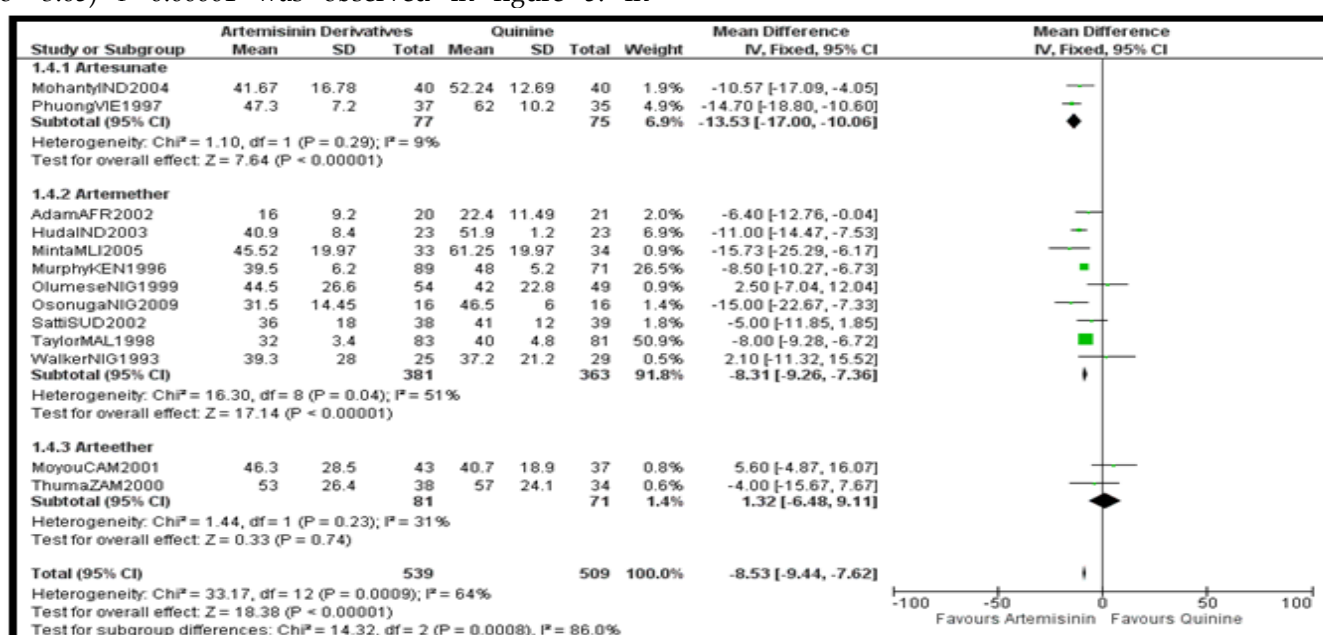 was observed in figure 3. In
Artemisinin Derivatives Quinine Mean Difference Mean Difference
Study or Subgroup Mean SD Total Mean SD Total Weight IV, Fixed, 95% CI IV, Fixed, 95% CI
1.4.1 Artesunate
MohantyIND2004 41.67 16.78 40 52.24 12.69 40 1.9% -10.57 [-17.09, -4.05]
PhuongVIE1997 47.3 7.2 37 62 10.2 35 4.9% -14.70 [-18.80, -10.60]
Subtotal (95% CI) 77 75 6.9% -13.53 [-17.00, -10.06]
Heterogeneity: Chi² = 1.10, df = 1 (P = 0.29); I² = 9%
Test for overall effect: Z = 7.64 (P < 0.00001)
1.4.2 Artemether
AdamAFR2002 16 9.2 20 22.4 11.49 21 2.0% -6.40 [-12.76, -0.04]
HudaIND2003 40.9 8.4 23 51.9 1.2 23 6.9% -11.00 [-14.47, -7.53]
MintaMLI2005 45.52 19.97 33 61.25 19.97 34 0.9% -15.73 [-25.29, -6.17]
MurphyKEN1996 39.5 6.2 89 48 5.2 71 26.5% -8.50 [-10.27, -6.73]
OlumeseNIG1999 44.5 26.6 54 42 22.8 49 0.9% 2.50 [-7.04, 12.04]
OsonugaNIG2009 31.5 14.45 16 46.5 6 16 1.4% -15.00 [-22.67, -7.33]
SattiSUD2002 36 18 38 41 12 39 1.8% -5.00 [-11.85, 1.85]
TaylorMAL1998 32 3.4 83 40 4.8 81 50.9% -8.00 [-9.28, -6.72]
WalkerNIG1993 39.3 28 25 37.2 21.2 29 0.5% 2.10 [-11.32, 15.52]
Subtotal (95% CI) 381 363 91.8% -8.31 [-9.26, -7.36]
Heterogeneity: Chi² = 16.30, df = 8 (P = 0.04); I² = 51%
Test for overall effect: Z = 17.14 (P < 0.00001)
1.4.3 Arteether
MoyouCAM2001 46.3 28.5 43 40.7 18.9 37 0.8% 5.60 [-4.87, 16.07]
ThumaZAM2000 53 26.4 38 57 24.1 34 0.6% -4.00 [-15.67, 7.67]
Subtotal (95% CI) 81 71 1.4% 1.32 [-6.48, 9.11]
Heterogeneity: Chi² = 1.44, df = 1 (P = 0.23); I² = 31%
Test for overall effect: Z = 0.33 (P = 0.74)
Total (95% CI) 539 509 100.0% -8.53 [-9.44, -7.62]
Heterogeneity: Chi² = 33.17, df = 12 (P = 0.0009); I² = 64%
Test for overall effect: Z = 18.38 (P < 0.00001)
Test for subgroup differences: Chi² = 14.32, df = 2 (P = 0.0008), I² = 86.0%
-100 -50 0 50 100
Favours Artemisinin Favours Quinine